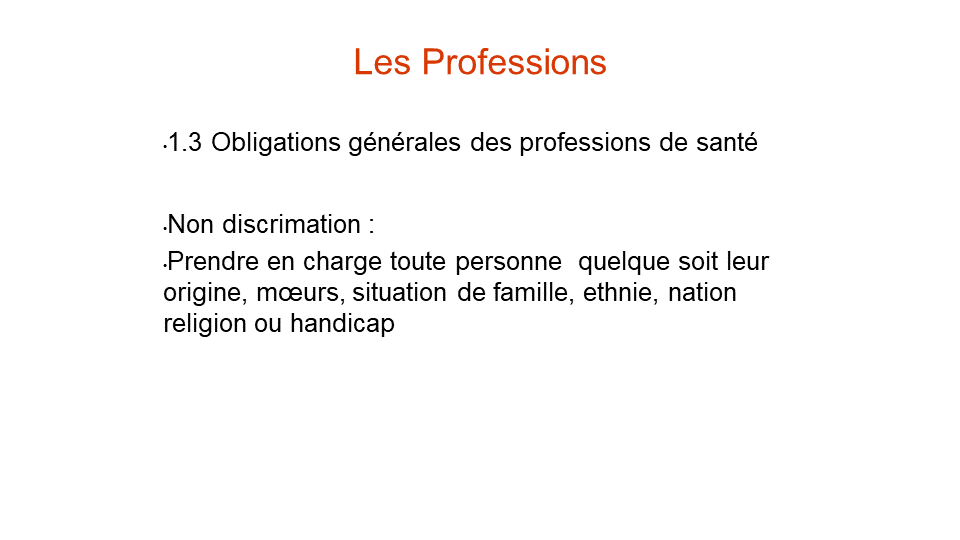 Les Professions
•1.3 Obligations générales des professions de santé
•Non discrimation :
•Prendre en charge toute personne  quelque soit leur
origine, mœurs, situation de famille, ethnie, nation
religion ou handicap